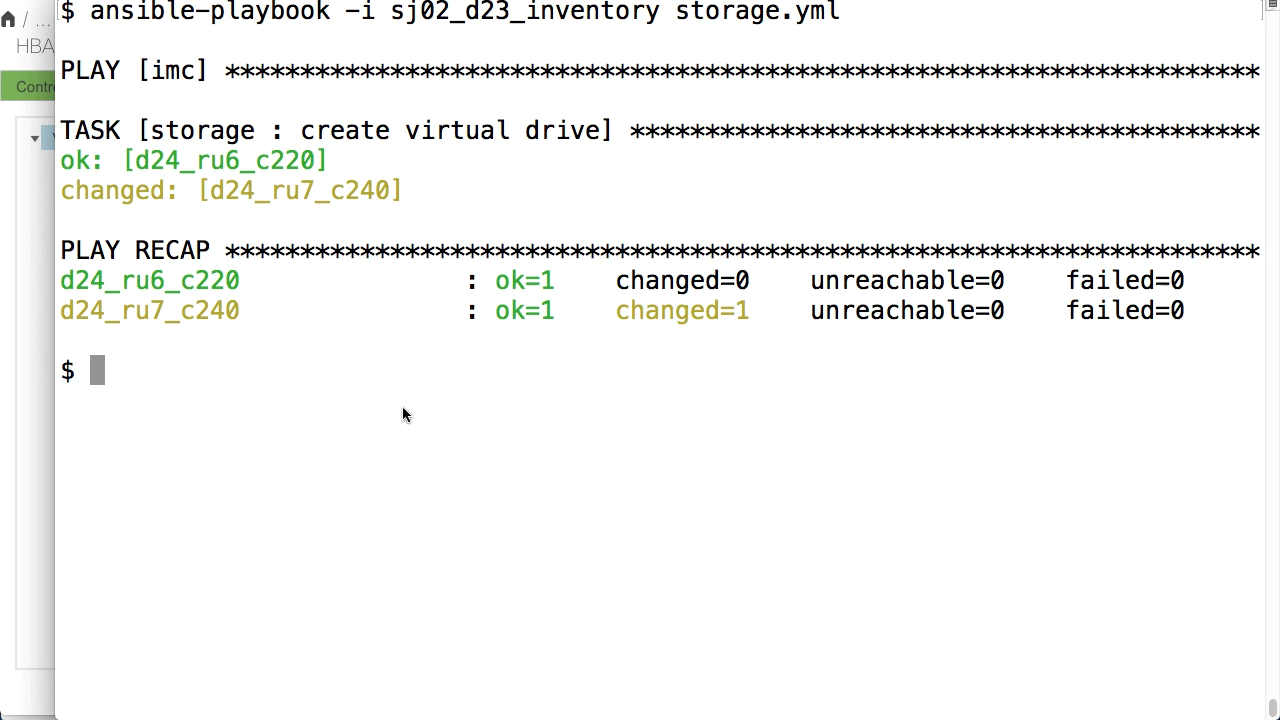 $ ansible-playbook -i sj02_d23_inventory storage.yml
/ ...
HBA
PLAY [imc] *********************************************************************
Contr
TASK [storage : create virtual drive] ******************************************
ok: [d24_ru6_c220]
changed: [d24_ru7_c240]
PLAY RECAP *********************************************************************
d24_ru6_c220 : ok=1 changed=0 unreachable=0 failed=0
d24_ru7_c240 : ok=1 changed=1 unreachable=0 failed=0
$